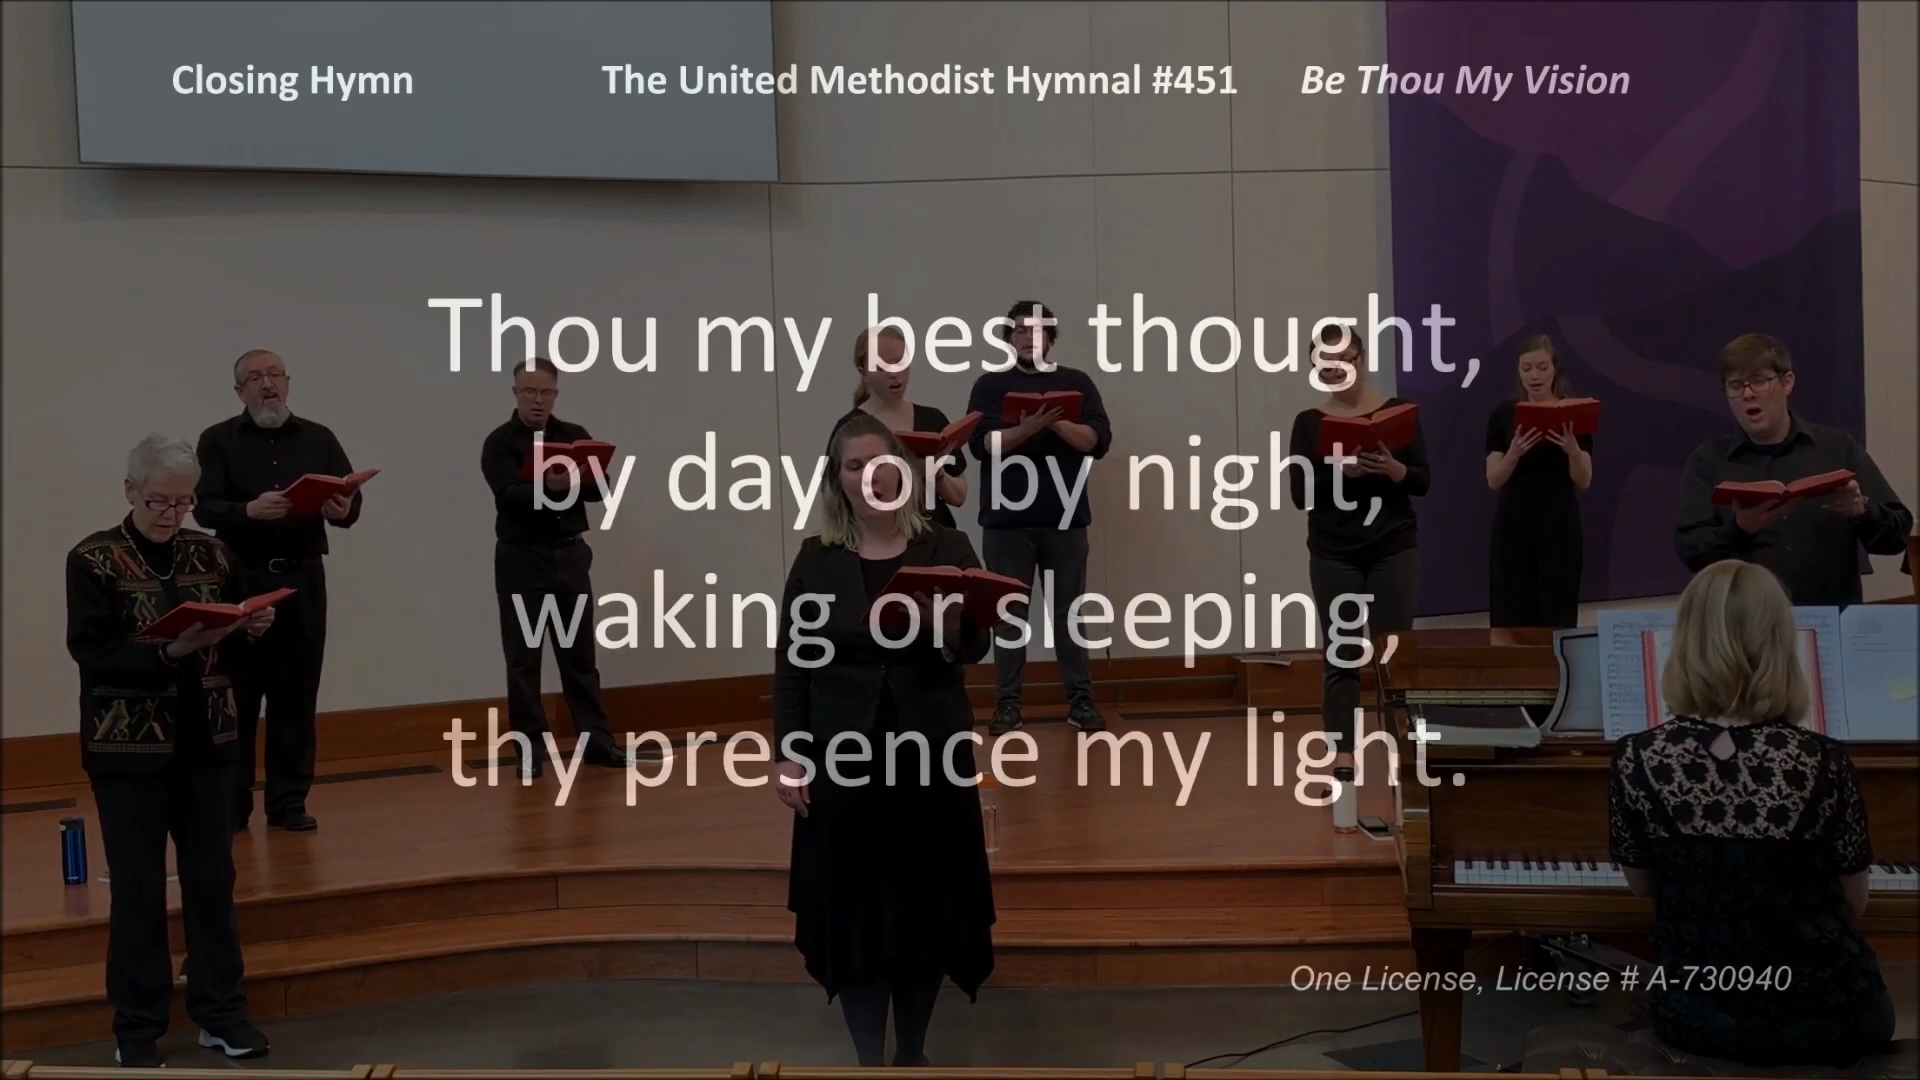 Closing Hymn The United Methodist Hymnal #451 Be Thou My Vision
Thou my best thought,
by day or by night,
waking or sleeping,
thy presence my light.
One License, License # A-730940